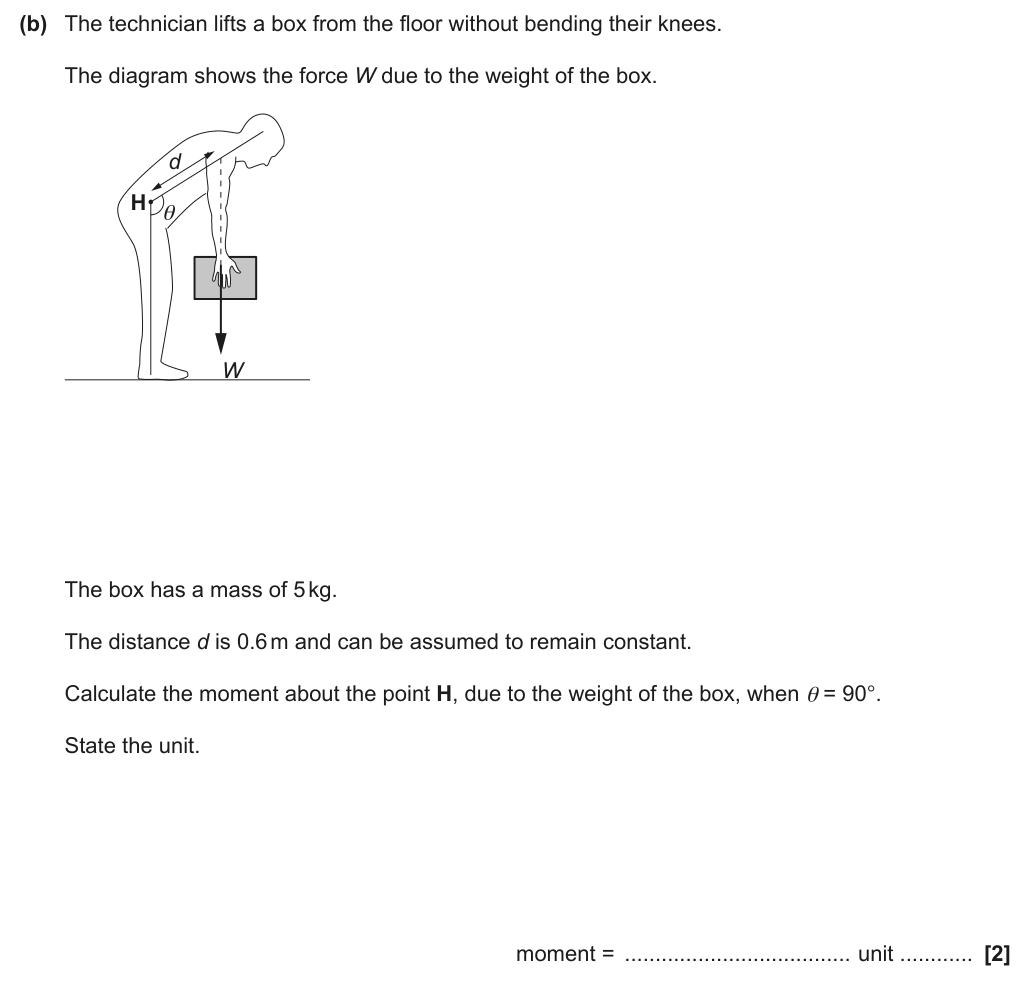 (b) The technician lifts a box from the floor without bending their knees.
The diagram shows the force W due to the weight of the box.
d
H
θ
W
The box has a mass of 5 kg.
The distance d is 0.6 m and can be assumed to remain constant.
Calculate the moment about the point H, due to the weight of the box, when θ = 90°.
State the unit.
moment = ..................................... unit ............ [2]